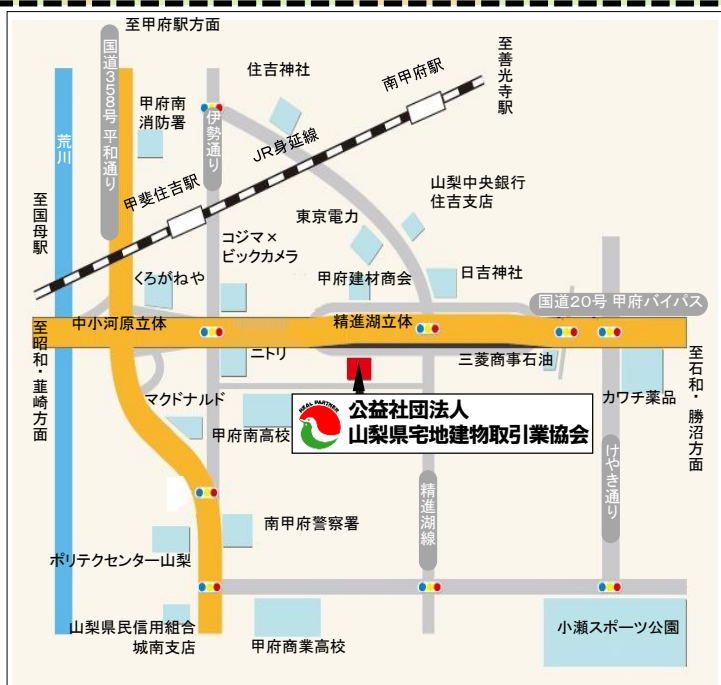 至甲府駅方面
国道358号 平和通り
荒川
甲府南
消防署
伊勢通り
住吉神社
JR身延線
南甲府駅
至善光寺駅
甲斐住吉駅
至国母駅
東京電力
山梨中央銀行
住吉支店
コジマ×
ビックカメラ
くろがねや
甲府建材商会
日吉神社
国道20号 甲府バイパス
中小河原立体
精進湖立体
至昭和・韮崎方面
ニトリ
三菱商事石油
カワチ薬品
至石和・勝沼方面
マクドナルド
甲府南高校
REAL PARTNER
公益社団法人
山梨県宅地建物取引業協会
けやき通り
精進湖線
南甲府警察署
ポリテクセンター山梨
山梨県民信用組合
城南支店
甲府商業高校
小瀬スポーツ公園